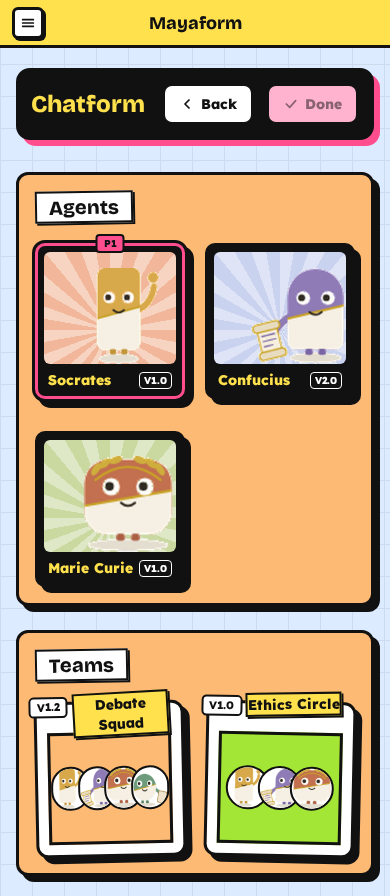 Mayaform
Chatform
Back
Done
Agents
P1
Socrates
V1.0
Confucius
V2.0
Marie Curie
V1.0
Teams
V1.2
Debate
Squad
V1.0
Ethics Circle